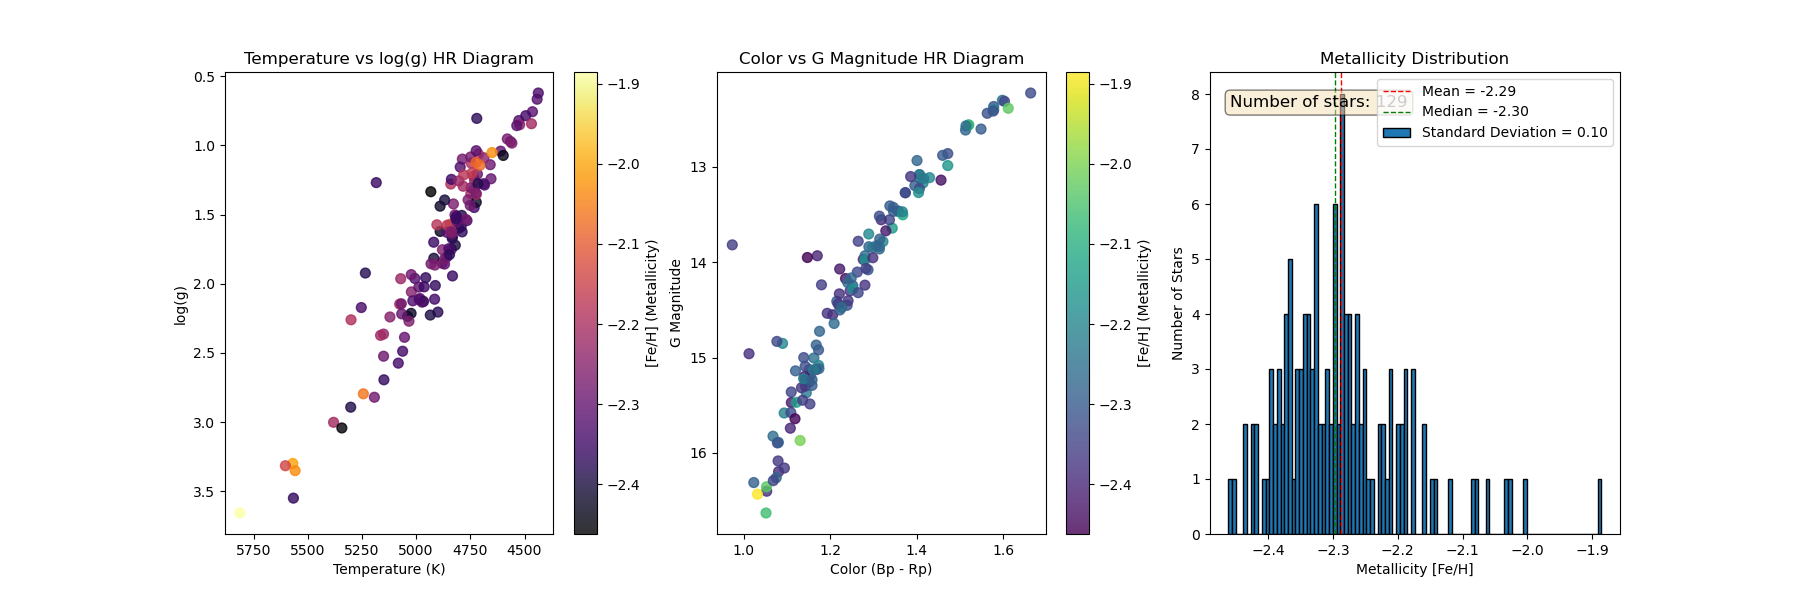 Temperature vs log(g) HR Diagram
0.5
1.0
1.5
2.0
2.5
3.0
3.5
log(g)
5750 5500 5250 5000 4750 4500
Temperature (K)
−1.9
−2.0
−2.1
−2.2
−2.3
−2.4
[Fe/H] (Metallicity)
Color vs G Magnitude HR Diagram
13
14
15
16
G Magnitude
1.0 1.2 1.4 1.6
Color (Bp - Rp)
−1.9
−2.0
−2.1
−2.2
−2.3
−2.4
[Fe/H] (Metallicity)
Metallicity Distribution
Number of stars: 129
Mean = -2.29
Median = -2.30
Standard Deviation = 0.10
8
7
6
5
4
3
2
1
0
Number of Stars
−2.4 −2.3 −2.2 −2.1 −2.0 −1.9
Metallicity [Fe/H]